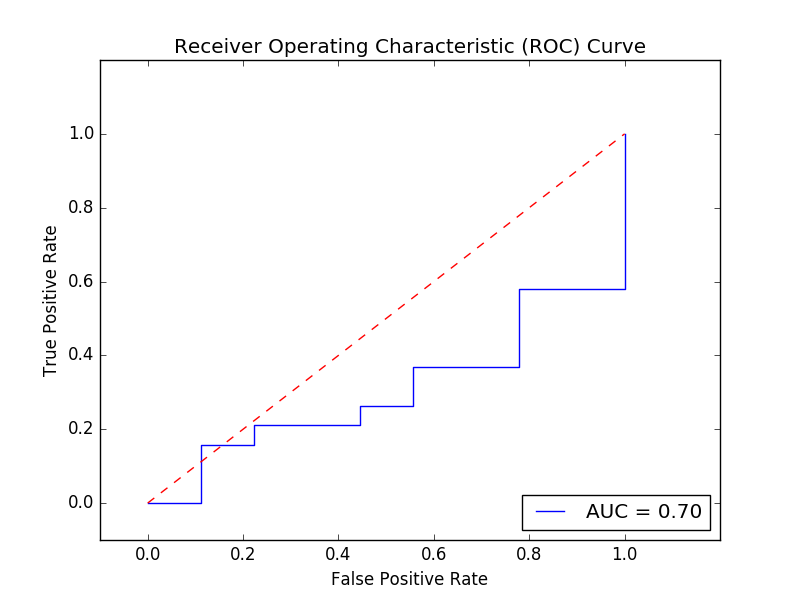 Receiver Operating Characteristic (ROC) Curve
True Positive Rate
1.0
0.8
0.6
0.4
0.2
0.0
AUC = 0.70
0.0 0.2 0.4 0.6 0.8 1.0
False Positive Rate